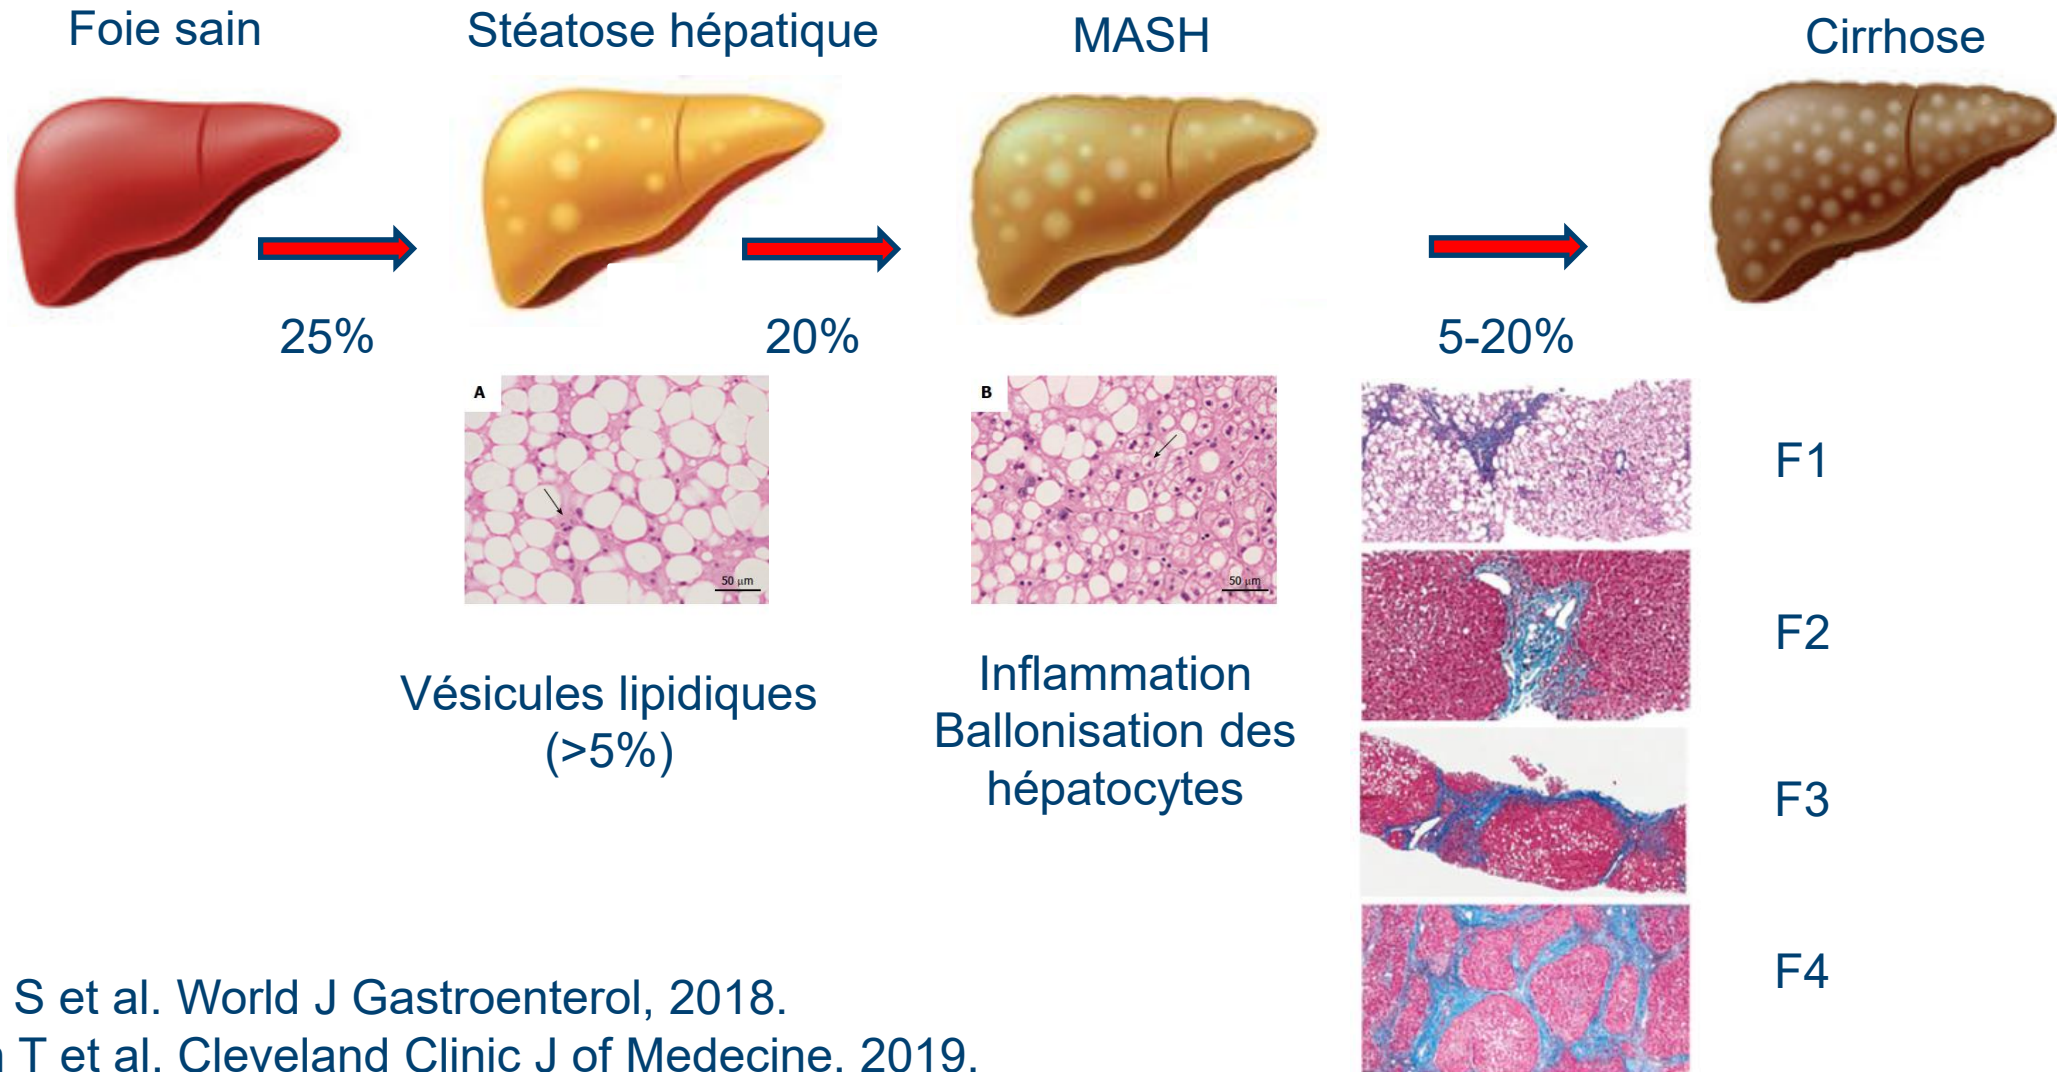 Foie sain
Stéatose hépatique
MASH
Cirrhose
25%
20%
5-20%
A
50 µm
B
50 µm
Vésicules lipidiques
(>5%)
Inflammation
Ballonisation des
hépatocytes
F1
F2
F3
F4
S et al. World J Gastroenterol, 2018.
T et al. Cleveland Clinic J of Medecine. 2019.